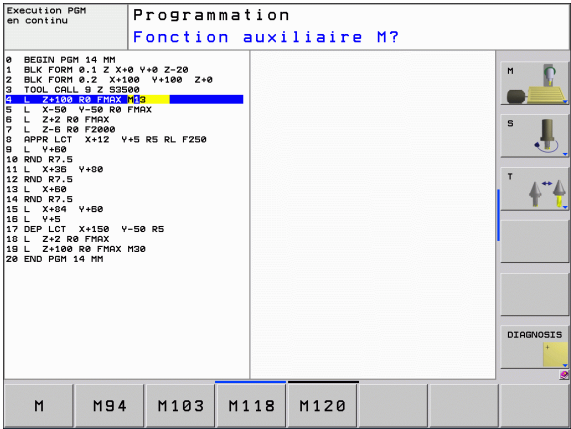 Execution PGM
en continu
Programmation
Fonction auxiliaire M?
0 BEGIN PGM 14 MM
1 BLK FORM 0.1 Z X+0 Y+0 Z-20
2 BLK FORM 0.2 X+100 Y+100 Z+0
3 TOOL CALL 9 Z S3500
4 L Z+100 R0 FMAX M13
5 L X-50 Y-50 R0 FMAX
6 L Z+2 R0 FMAX
7 L Z-6 R0 F2000
8 APPR LCT X+12 Y+5 R5 RL F250
9 L Y+60
10 RND R7.5
11 L X+36 Y+80
12 RND R7.5
13 L X+60
14 RND R7.5
15 L X+84 Y+60
16 L Y+5
17 DEP LCT X+150 Y-50 R5
18 L Z+2 R0 FMAX
19 L Z+100 R0 FMAX M30
20 END PGM 14 MM
M
S
T
DIAGNOSIS
M M94 M103 M118 M120